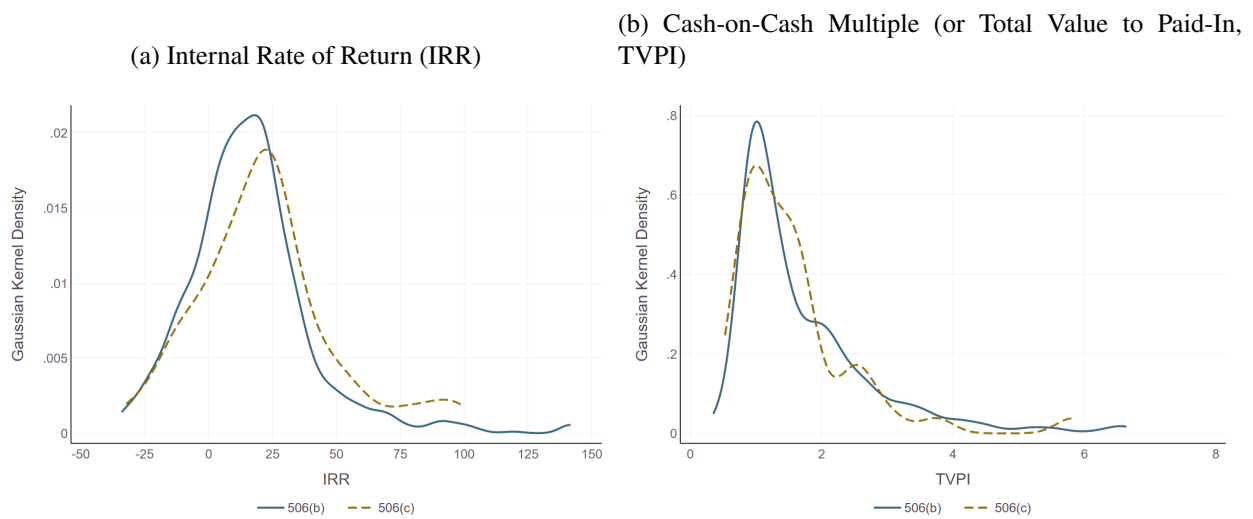 (a) Internal Rate of Return (IRR)
(b) Cash-on-Cash Multiple (or Total Value to Paid-In,
TVPI)
Gaussian Kernel Density
.02
.015
.01
.005
0
-50
-25
0
25
50
75
100
125
150
IRR
506(b)
506(c)
Gaussian Kernel Density
.8
.6
.4
.2
0
0
2
4
6
8
TVPI
506(b)
506(c)